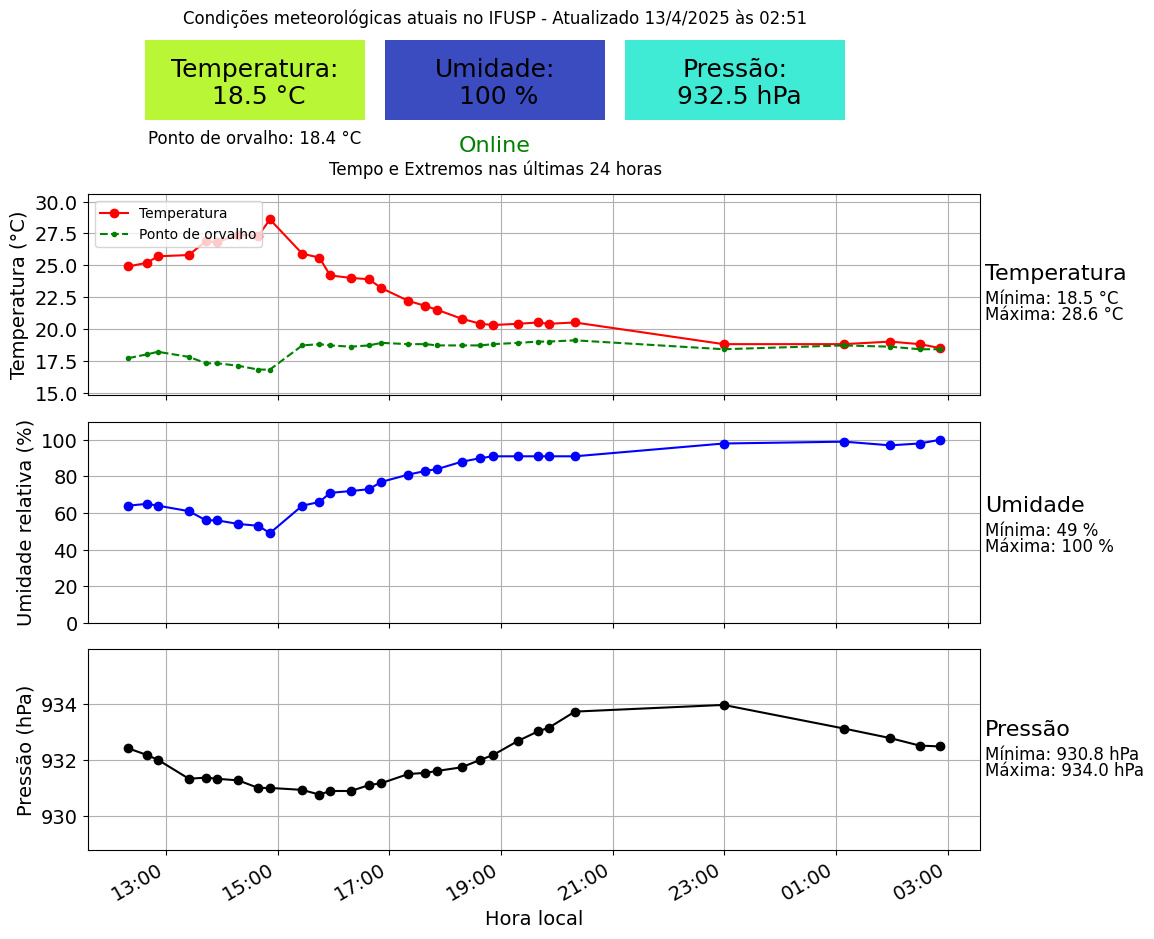 Condições meteorológicas atuais no IFUSP - Atualizado 13/4/2025 às 02:51
Temperatura:
18.5 °C
Umidade:
100 %
Pressão:
932.5 hPa
Ponto de orvalho: 18.4 °C
Online
Tempo e Extremos nas últimas 24 horas
Temperatura (°C)
30.0
27.5
25.0
22.5
20.0
17.5
15.0
Temperatura
Ponto de orvalho
Temperatura
Mínima: 18.5 °C
Máxima: 28.6 °C
Umidade relativa (%)
100
80
60
40
20
0
Umidade
Mínima: 49 %
Máxima: 100 %
Pressão (hPa)
934
932
930
Pressão
Mínima: 930.8 hPa
Máxima: 934.0 hPa
13:00
15:00
17:00
19:00
21:00
23:00
01:00
03:00
Hora local